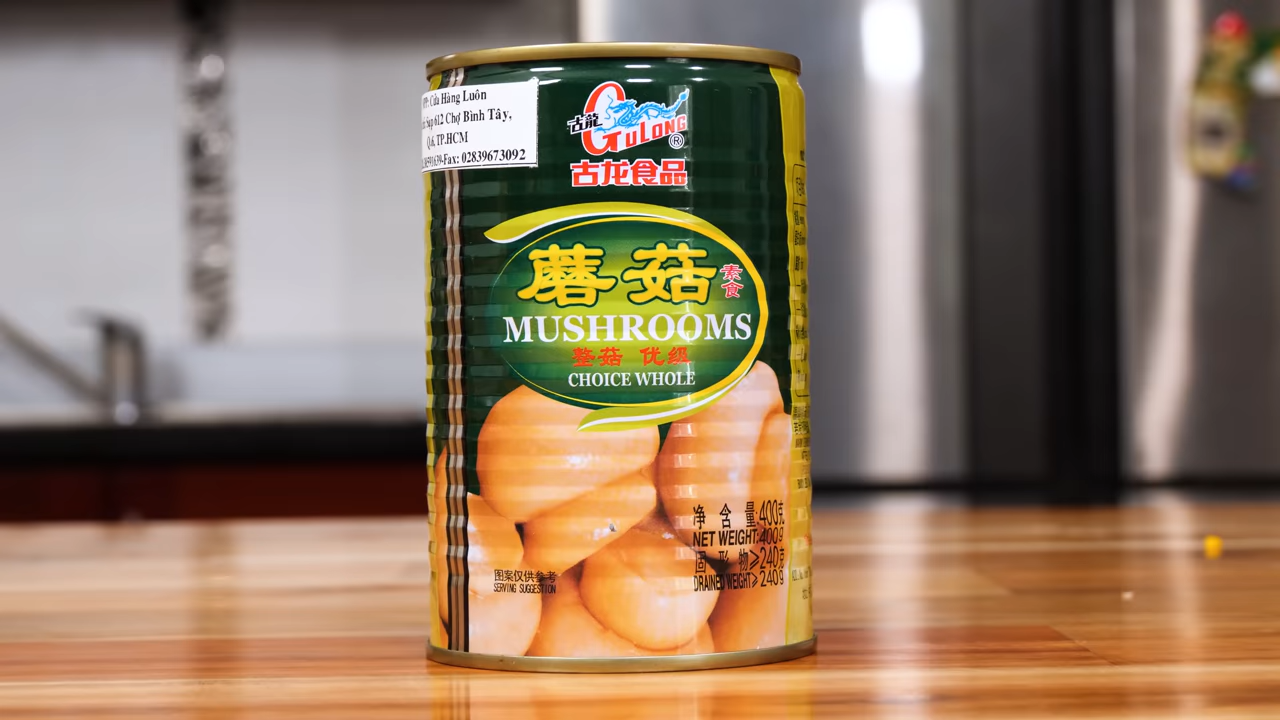 Cửa Hàng Luôn
Sạp 612 Chợ Bình Tây,
Q6, TP.HCM
-Fax: 02839673092
古龍
GULONG®
古龙食品
蘑菇
素食
MUSHROOMS
整菇 优级
CHOICE WHOLE
净含量:400克
NET WEIGHT:400g
固形物≥240克
DRAINED WEIGHT≥240g
图案仅供参考
SERVING SUGGESTION